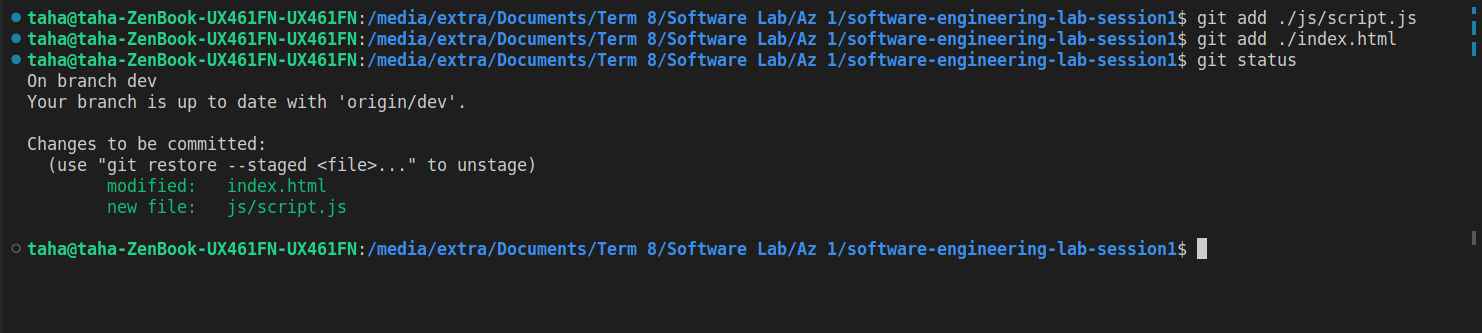 taha@taha-ZenBook-UX461FN-UX461FN:/media/extra/Documents/Term 8/Software Lab/Az 1/software-engineering-lab-session1$ git add ./js/script.js
taha@taha-ZenBook-UX461FN-UX461FN:/media/extra/Documents/Term 8/Software Lab/Az 1/software-engineering-lab-session1$ git add ./index.html
taha@taha-ZenBook-UX461FN-UX461FN:/media/extra/Documents/Term 8/Software Lab/Az 1/software-engineering-lab-session1$ git status
On branch dev
Your branch is up to date with 'origin/dev'.

Changes to be committed:
  (use "git restore --staged <file>..." to unstage)
        modified:   index.html
        new file:   js/script.js

taha@taha-ZenBook-UX461FN-UX461FN:/media/extra/Documents/Term 8/Software Lab/Az 1/software-engineering-lab-session1$